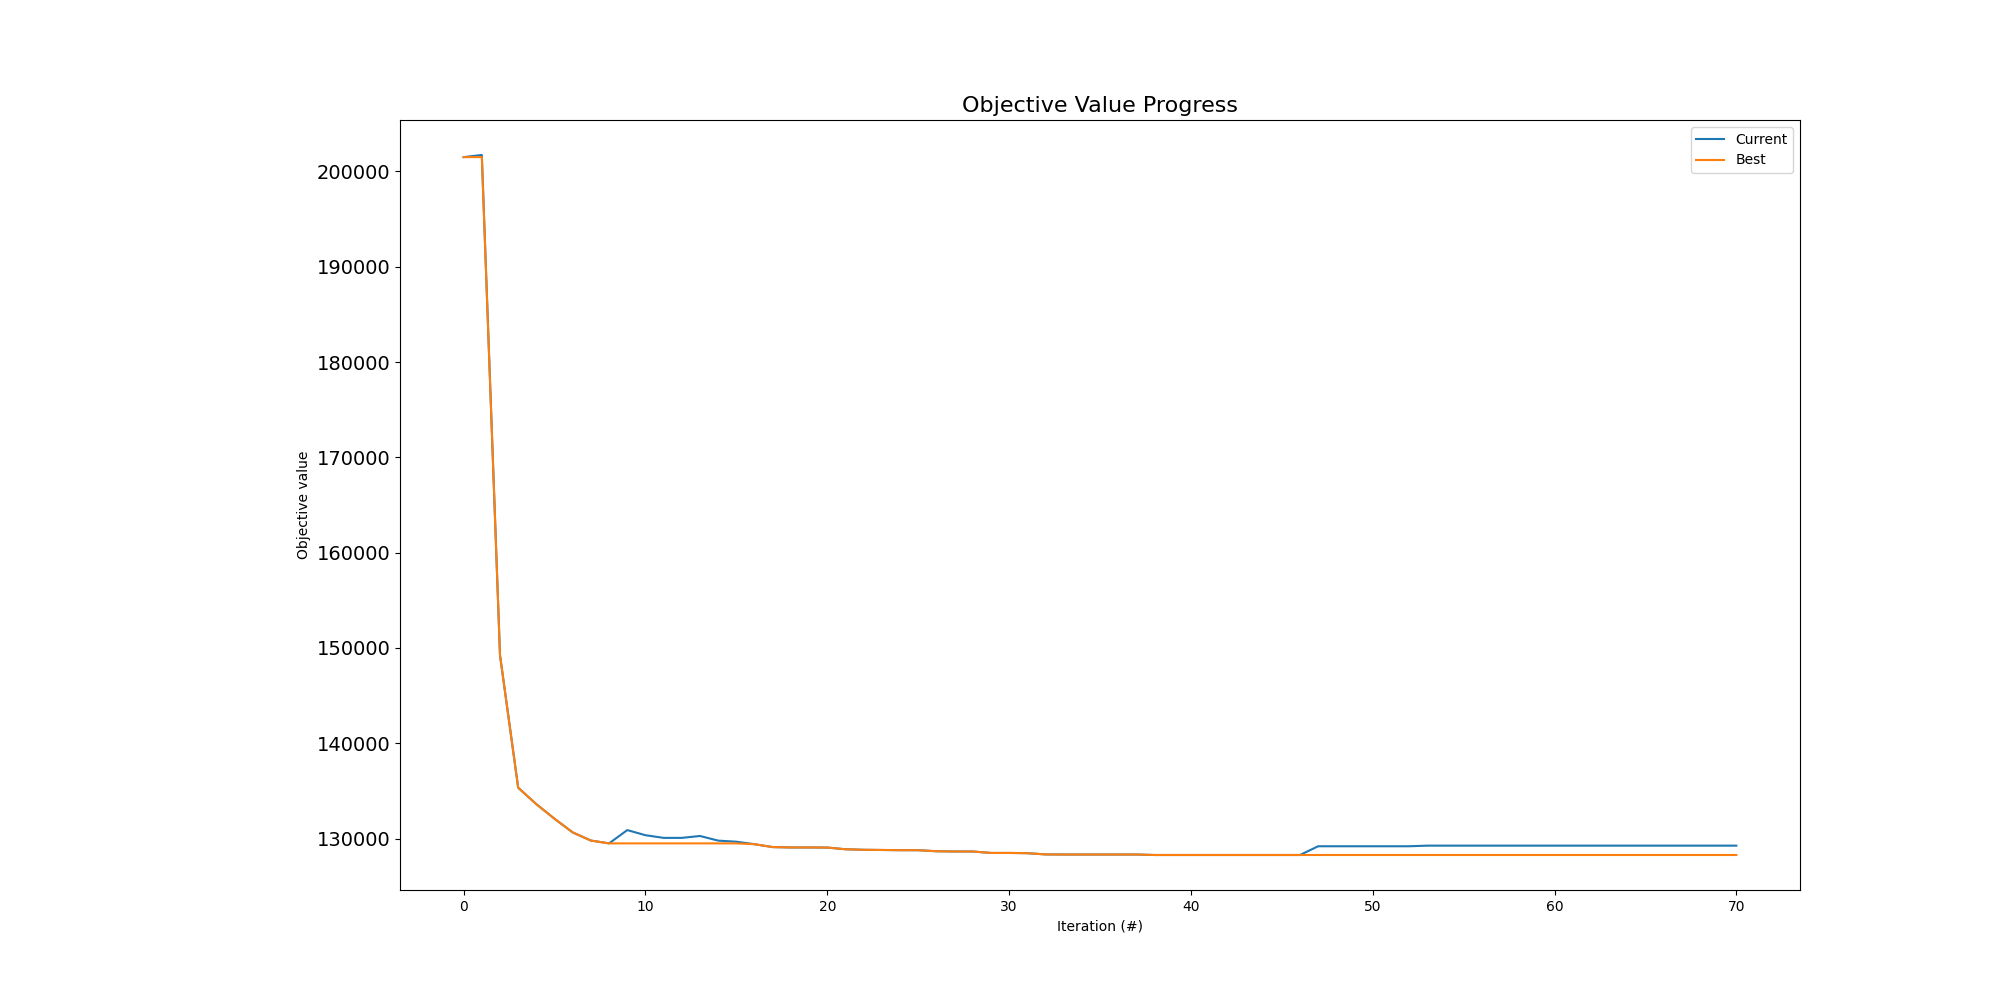 Objective Value Progress
Current
Best
200000
190000
180000
170000
160000
150000
140000
130000
Objective value
0 10 20 30 40 50 60 70
Iteration (#)